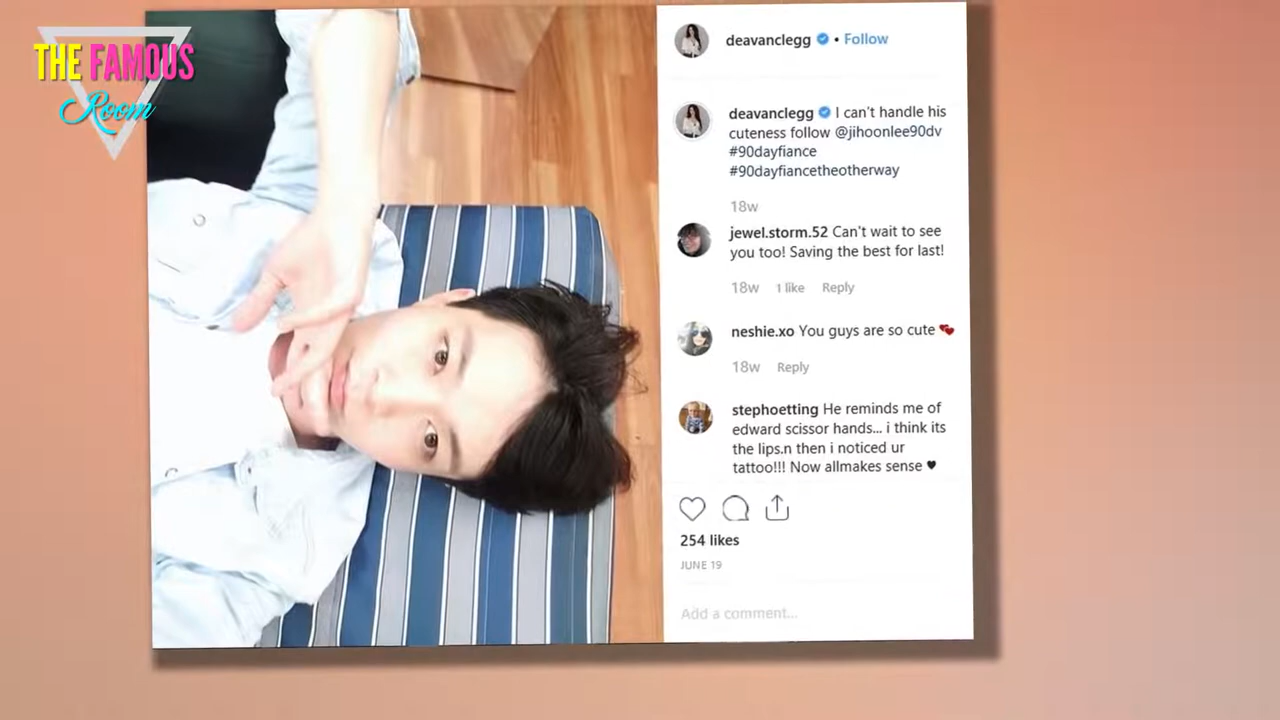 THE FAMOUS
Room
deavanclegg • Follow
deavanclegg I can't handle his
cuteness follow @jihoonlee90dv
#90dayfiance
#90dayfiancetheotherway
18w
jewel.storm.52 Can't wait to see
you too! Saving the best for last!
18w 1 like Reply
neshie.xo You guys are so cute 💕
18w Reply
stephoetting He reminds me of
edward scissor hands... i think its
the lips.n then i noticed ur
tattoo!!! Now allmakes sense ♥
254 likes
JUNE 19
Add a comment...